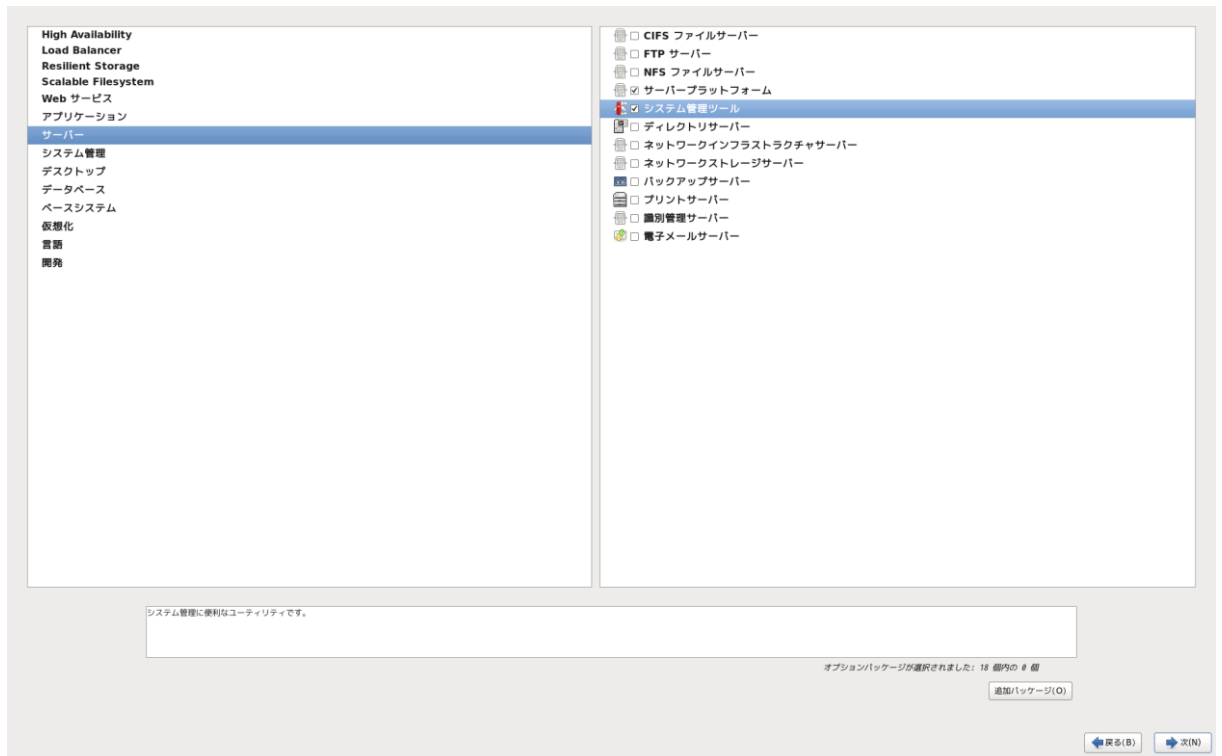 High Availability
Load Balancer
Resilient Storage
Scalable Filesystem
Web サービス
アプリケーション
サーバー
システム管理
デスクトップ
データベース
ベースシステム
仮想化
言語
開発
CIFS ファイルサーバー
FTP サーバー
NFS ファイルサーバー
サーバープラットフォーム
システム管理ツール
ディレクトリサーバー
ネットワークインフラストラクチャサーバー
ネットワークストレージサーバー
バックアップサーバー
プリントサーバー
識別管理サーバー
電子メールサーバー
システム管理に便利なユーティリティです。
オプションパッケージが選択されました: 18 個内の 0 個
追加パッケージ(O)
戻る(B)
次(N)